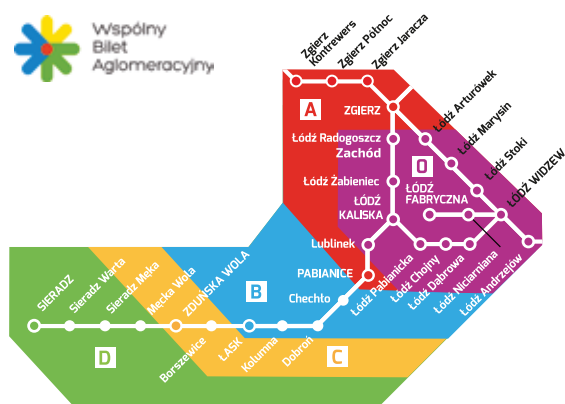 Wspólny
Bilet
Aglomeracyjny
Zgierz
Kontrewers
Zgierz Północ
Zgierz Jaracza
A
ZGIERZ
Łódź Arturówek
Łódź Marysin
Łódź Stoki
ŁÓDŹ WIDZEW
Łódź Radogoszcz
Zachód
O
Łódź Żabieniec
ŁÓDŹ
FABRYCZNA
ŁÓDŹ
KALISKA
Lublinek
PABIANICE
Łódź Pabianicka
Łódź Chojny
Łódź Dąbrowa
Łódź Niciarniana
Łódź Andrzejów
SIERADZ
Sieradz Warta
Sieradz Męka
Męcka Wola
ZDUŃSKA WOLA
B
Chechło
D
Borszewice
ŁASK
Kolumna
Dobroń
C